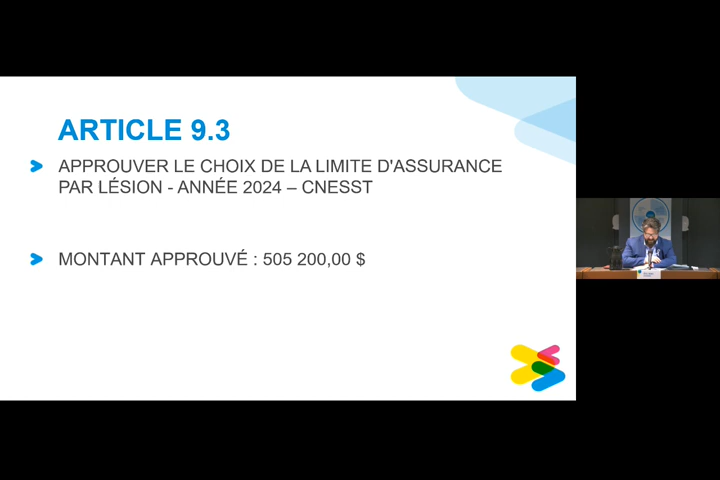 ARTICLE 9.3
APPROUVER LE CHOIX DE LA LIMITE D'ASSURANCE
PAR LÉSION - ANNÉE 2024 – CNESST
MONTANT APPROUVÉ : 505 200,00 $